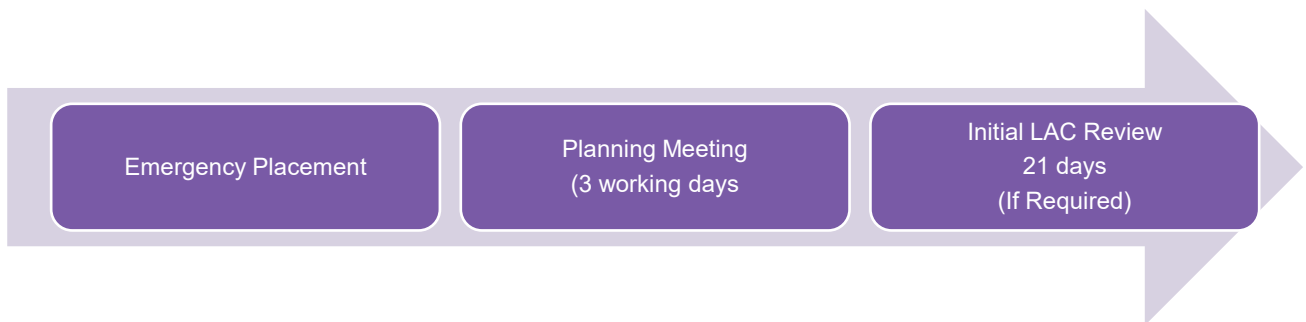 Emergency Placement
Planning Meeting
(3 working days
Initial LAC Review
21 days
(If Required)